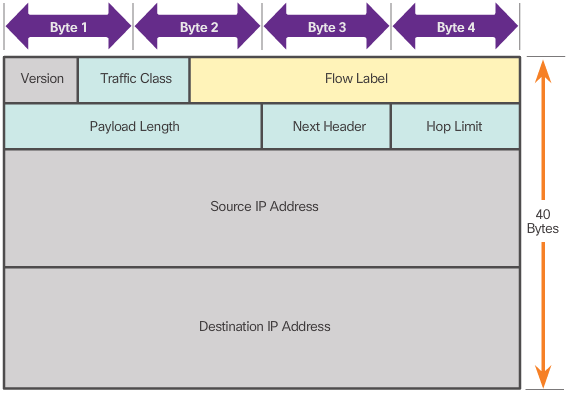 Byte 1 Byte 2 Byte 3 Byte 4
Version Traffic Class Flow Label
Payload Length Next Header Hop Limit
Source IP Address
40
Bytes
Destination IP Address